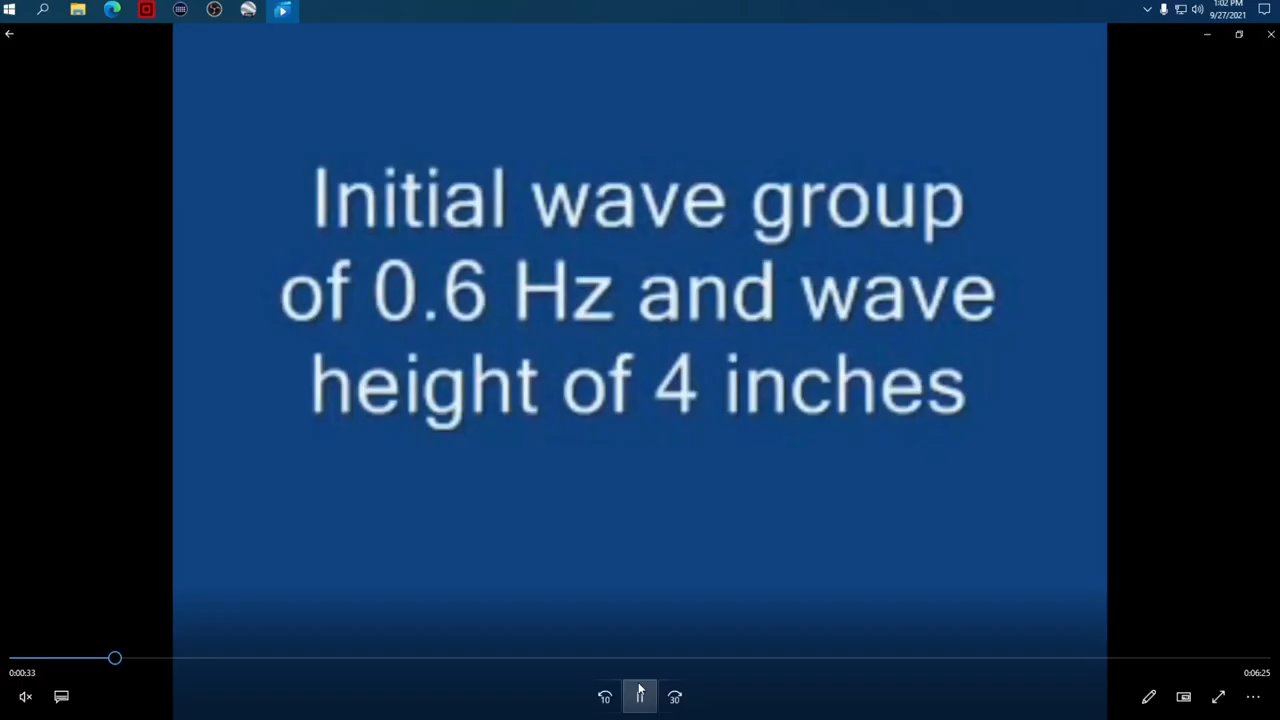 1:02 PM
9/27/2021
Initial wave group
of 0.6 Hz and wave
height of 4 inches
0:00:33
0:06:25
10
30